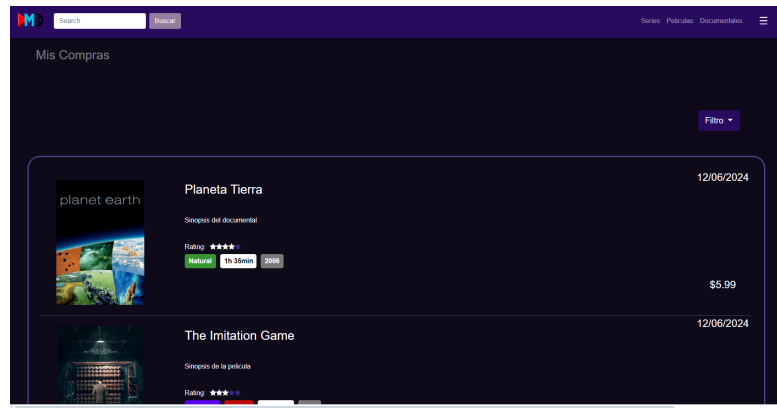 Search
Buscar
Series Peliculas Documentales
Mis Compras
Filtro
12/06/2024
planet earth
Planeta Tierra
Sinopsis del documental
Rating:
Natural 1h 35min 2006
$5.99
12/06/2024
The Imitation Game
Sinopsis de la pelicula
Rating: